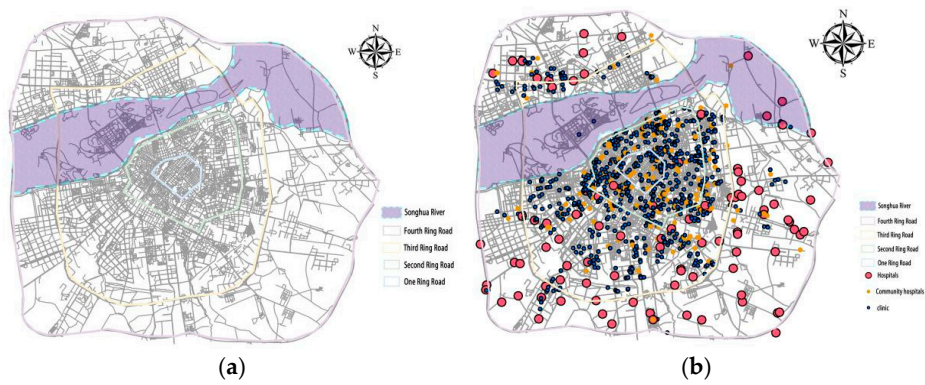 N
W E
S
Songhua River
Fourth Ring Road
Third Ring Road
Second Ring Road
One Ring Road
(a)
N
W E
S
Songhua River
Fourth Ring Road
Third Ring Road
Second Ring Road
One Ring Road
Hospitals
Community hospitals
clinic
(b)